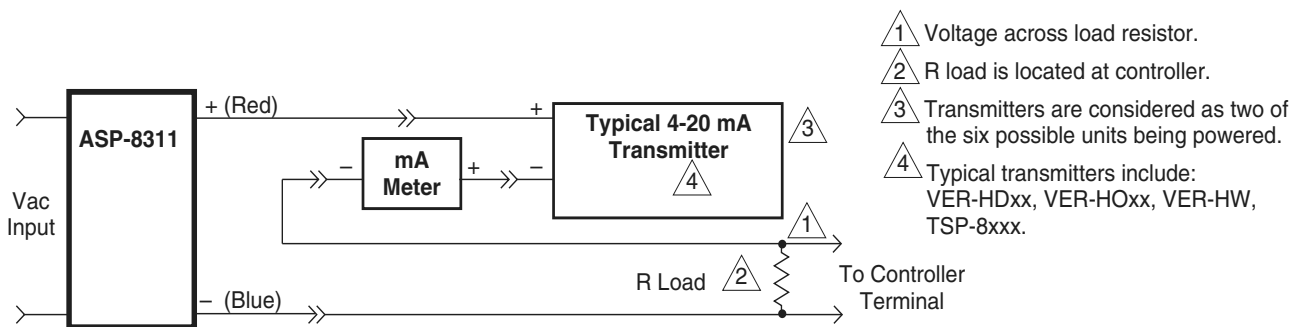 ASP-8311
Vac
Input
+ (Red)
– (Blue)
mA
Meter
–
+
+
–
Typical 4-20 mA
Transmitter
4
3
1
R Load
2
To Controller
Terminal
1 Voltage across load resistor.
2 R load is located at controller.
3 Transmitters are considered as two of
the six possible units being powered.
4 Typical transmitters include:
VER-HDxx, VER-HOxx, VER-HW,
TSP-8xxx.